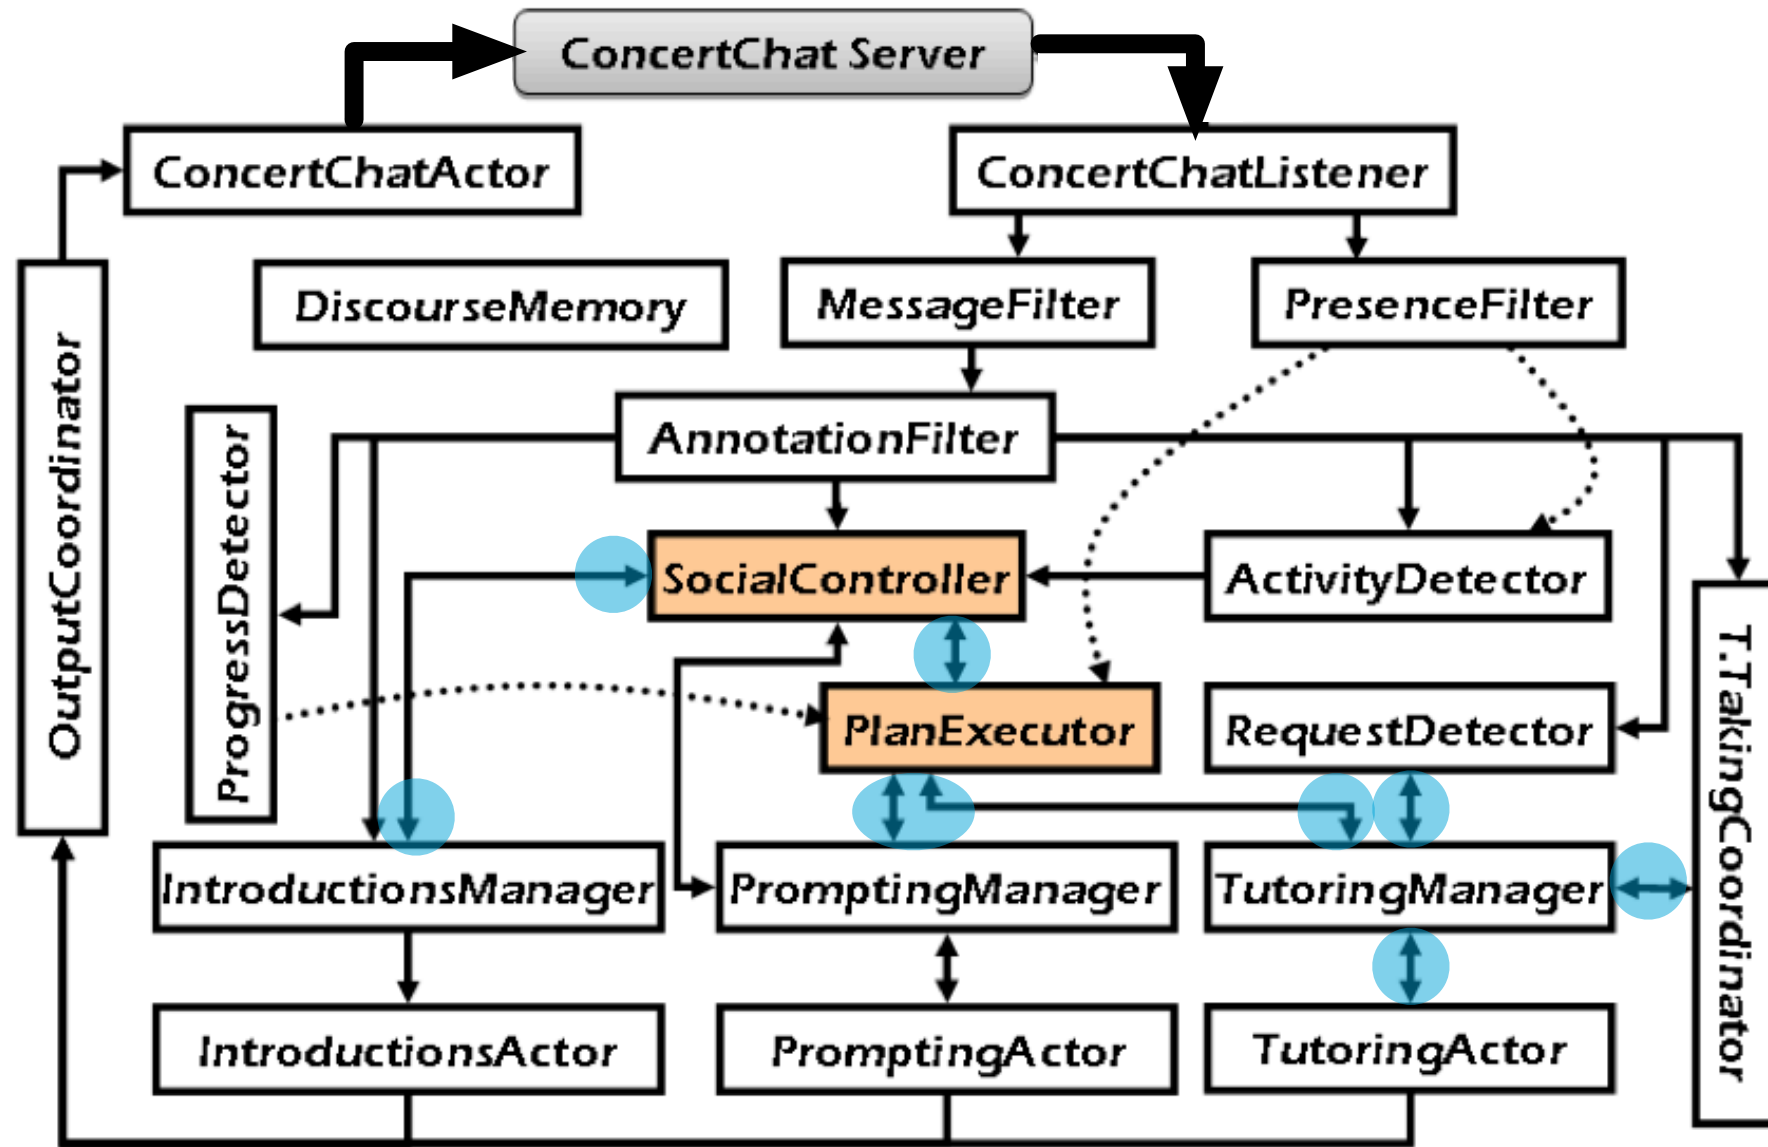 ConcertChat Server
ConcertChatActor
ConcertChatListener
DiscourseMemory
MessageFilter
PresenceFilter
OutputCoordinator
ProgressDetector
AnnotationFilter
SocialController
ActivityDetector
PlanExecutor
RequestDetector
T.TakingCoordinator
IntroductionsManager
PromptingManager
TutoringManager
IntroductionsActor
PromptingActor
TutoringActor